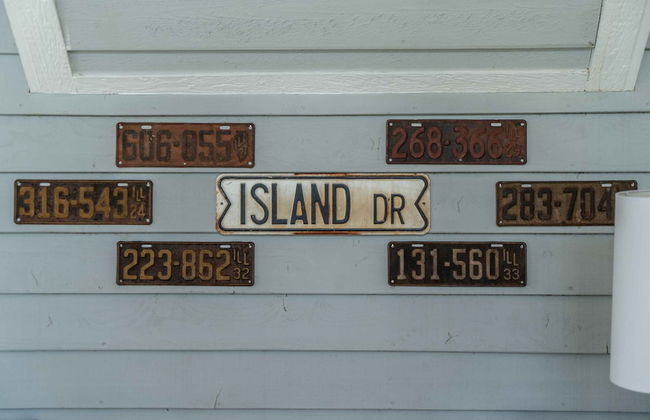 606-855
268-366
316-543 ILL 24
ISLAND DR
283-704
223-862 ILL 32
131-560 ILL 33